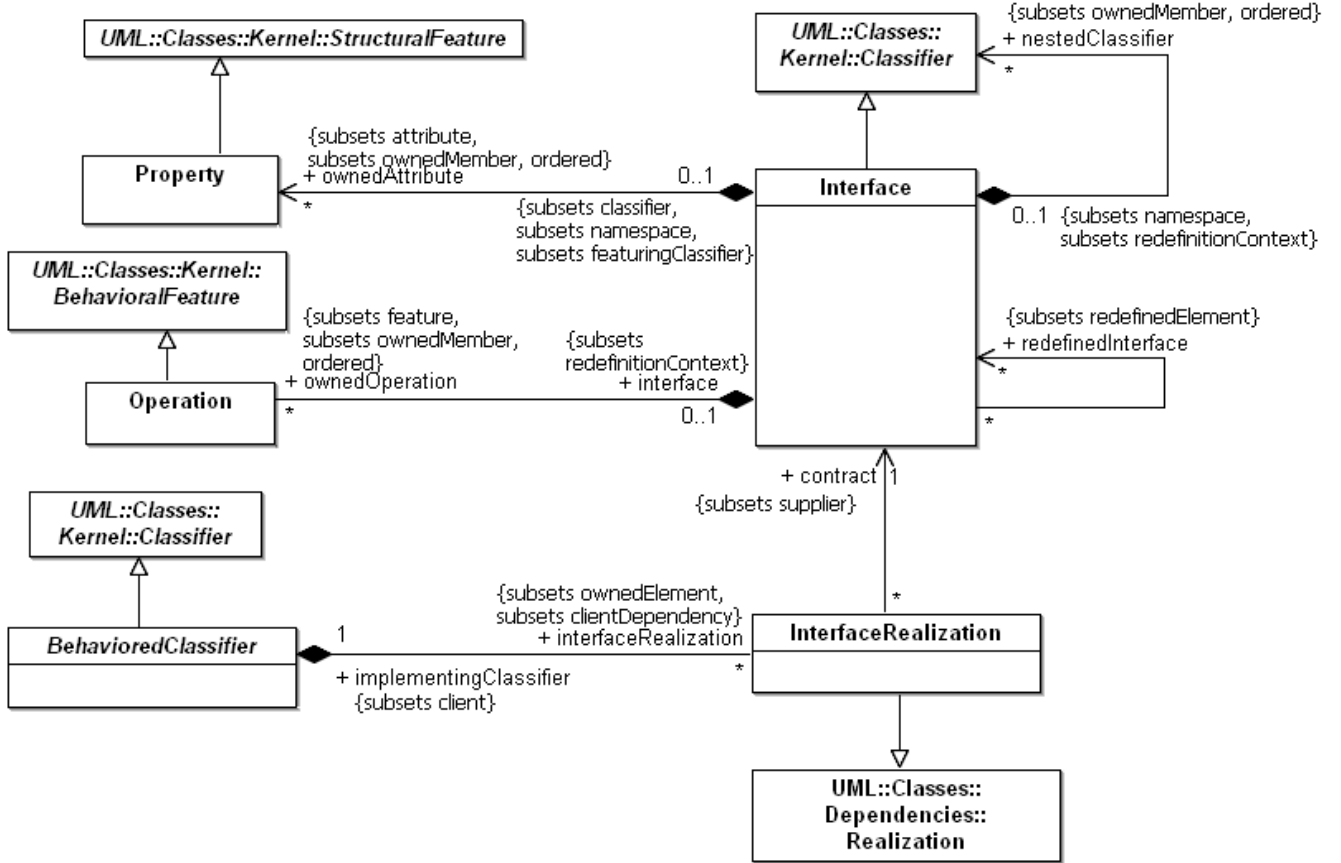 UML::Classes::Kernel::StructuralFeature
UML::Classes::
Kernel::Classifier
{subsets ownedMember, ordered}
+ nestedClassifier
*
Property
{subsets attribute,
subsets ownedMember, ordered}
+ ownedAttribute
*
0..1
{subsets classifier,
subsets namespace,
subsets featuringClassifier}
Interface
0..1
{subsets namespace,
subsets redefinitionContext}
UML::Classes::Kernel::
BehavioralFeature
Operation
{subsets feature,
subsets ownedMember,
ordered}
+ ownedOperation
*
{subsets
redefinitionContext}
+ interface
0..1
{subsets redefinedElement}
+ redefinedInterface
*
*
+ contract
1
{subsets supplier}
*
UML::Classes::
Kernel::Classifier
BehavioredClassifier
1
+ implementingClassifier
{subsets client}
{subsets ownedElement,
subsets clientDependency}
+ interfaceRealization
*
InterfaceRealization
UML::Classes::
Dependencies::
Realization